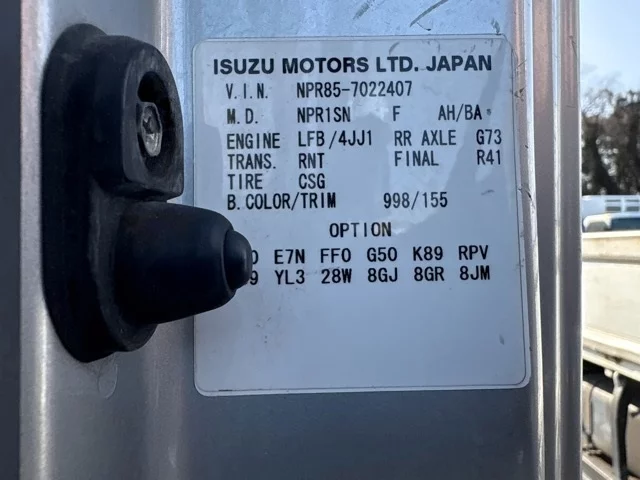 ISUZU MOTORS LTD. JAPAN
V.I.N. NPR85-7022407
M.D. NPR1SN F AH/BA
ENGINE LFB/4JJ1 RR AXLE G73
TRANS. RNT FINAL R41
TIRE CSG
B.COLOR/TRIM 998/155
OPTION
E7N FF0 G50 K89 RPV
YL3 28W 8GJ 8GR 8JM